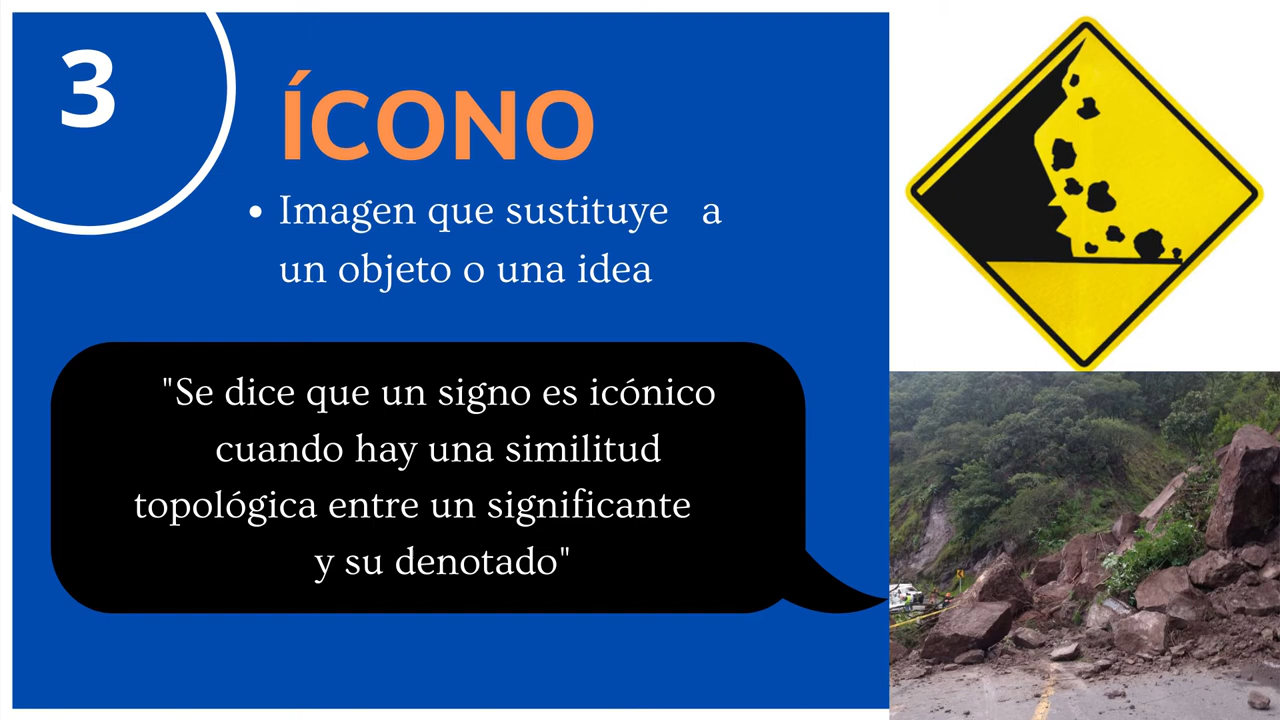 3
ÍCONO
• Imagen que sustituye a
un objeto o una idea
"Se dice que un signo es icónico
cuando hay una similitud
topológica entre un significante
y su denotado"